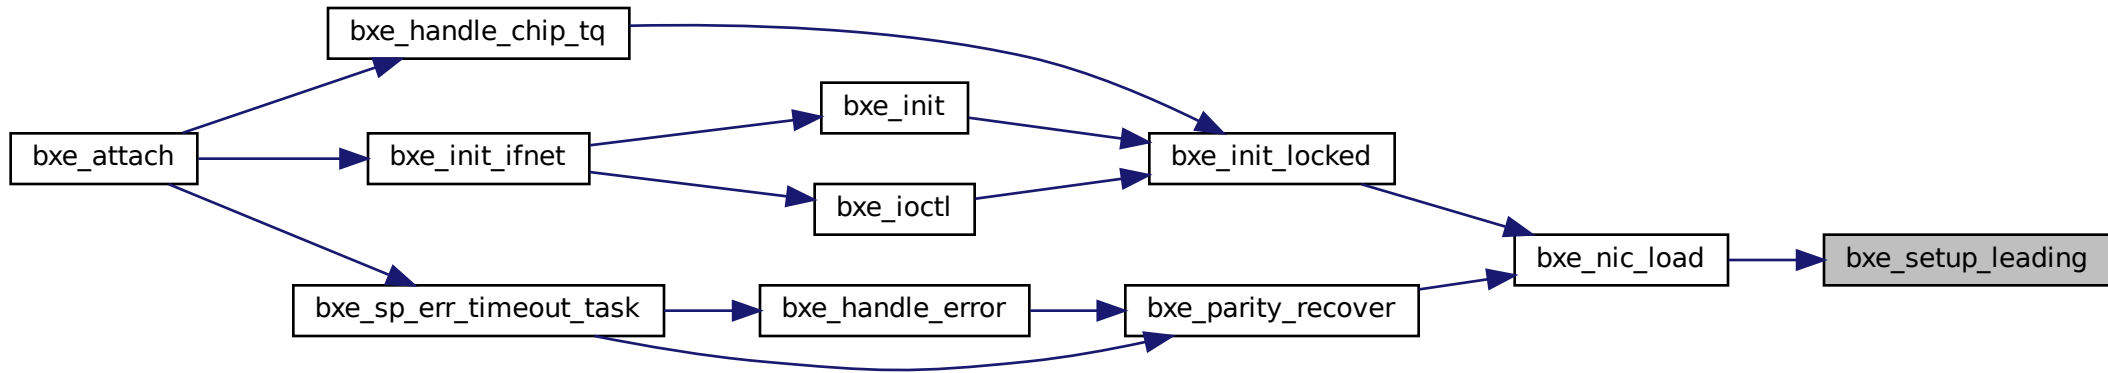 bxe_handle_chip_tq
bxe_init
bxe_attach
bxe_init_ifnet
bxe_init_locked
bxe_ioctl
bxe_nic_load
bxe_setup_leading
bxe_sp_err_timeout_task
bxe_handle_error
bxe_parity_recover